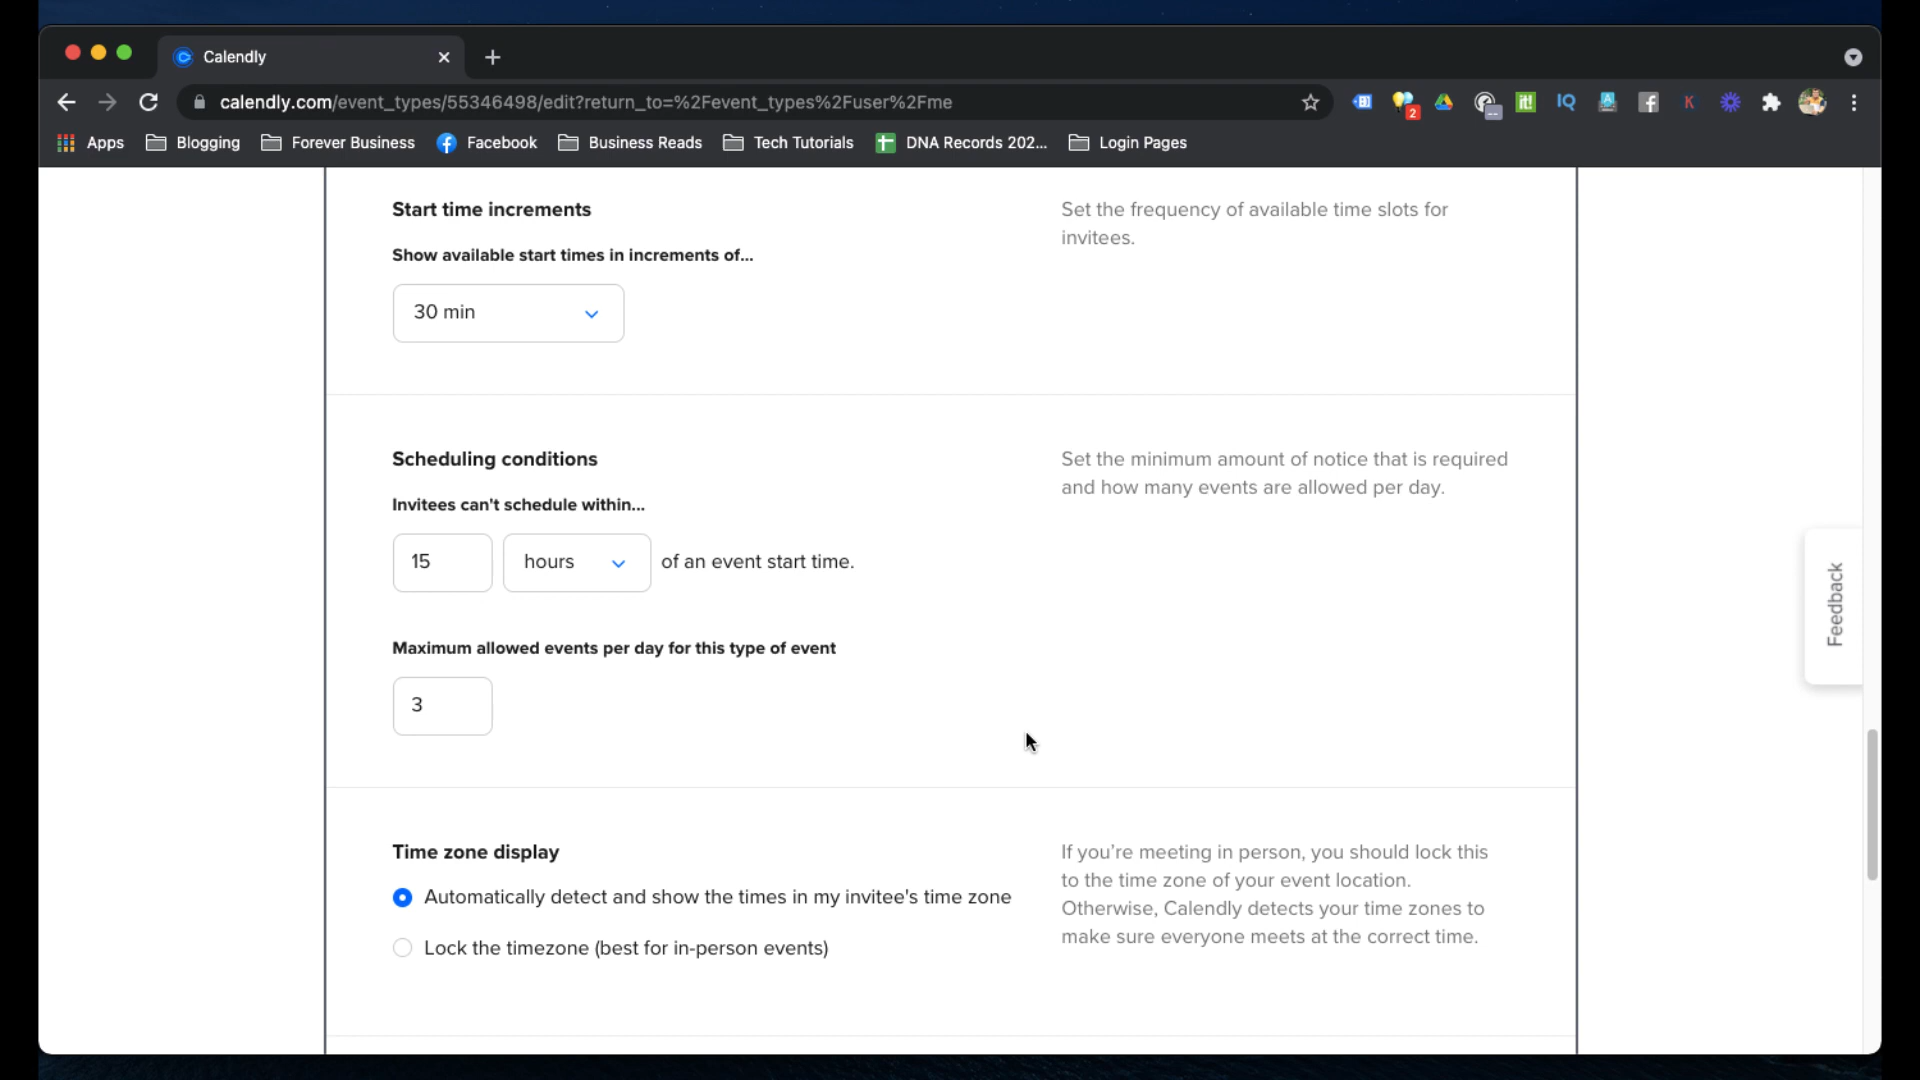 Calendly
calendly.com/event_types/55346498/edit?return_to=%2Fevent_types%2Fuser%2Fme
2
it!
IQ
K
Apps
Blogging
Forever Business
Facebook
Business Reads
Tech Tutorials
DNA Records 202...
Login Pages
Start time increments
Set the frequency of available time slots for
invitees.
Show available start times in increments of...
30 min
Scheduling conditions
Set the minimum amount of notice that is required
and how many events are allowed per day.
Invitees can't schedule within...
15
hours
of an event start time.
Maximum allowed events per day for this type of event
3
Feedback
Time zone display
If you're meeting in person, you should lock this
to the time zone of your event location.
Otherwise, Calendly detects your time zones to
make sure everyone meets at the correct time.
Automatically detect and show the times in my invitee's time zone
Lock the timezone (best for in-person events)